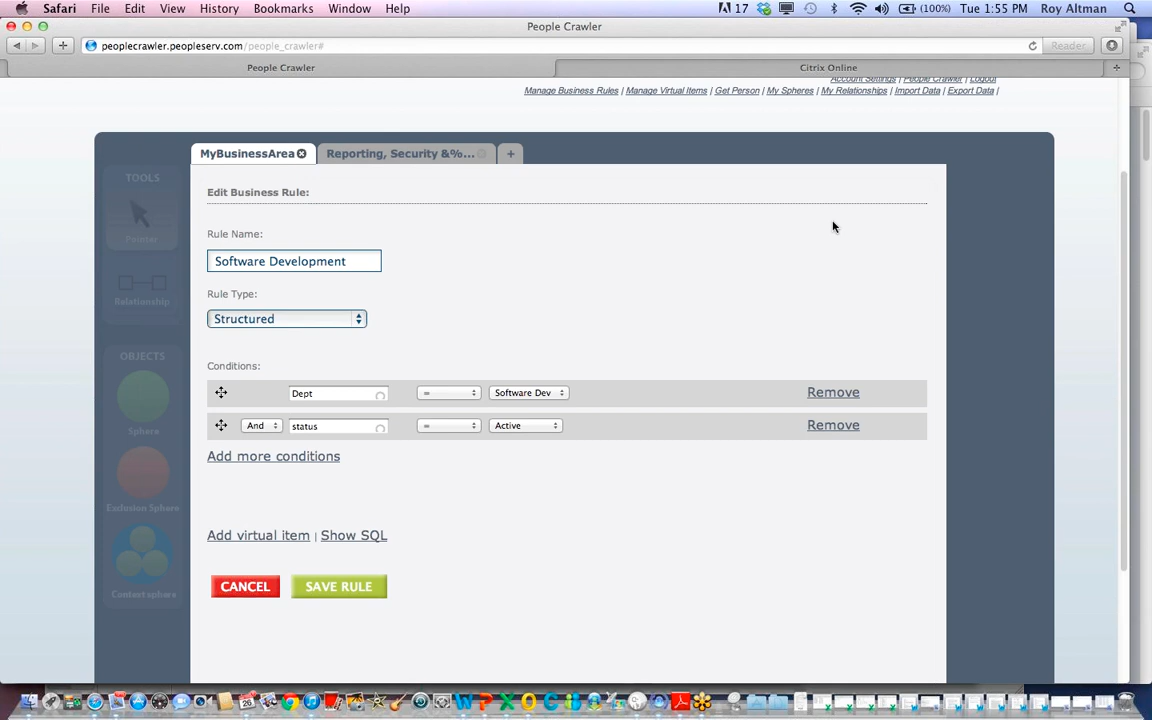 Safari File Edit View History Bookmarks Window Help 17 (100%) Tue 1:55 PM Roy Altman
People Crawler
peoplecrawler.peopleserv.com/people_crawler# Reader
People Crawler Citrix Online
Account Settings | People Crawler | Logout
Manage Business Rules | Manage Virtual Items | Get Person | My Spheres | My Relationships | Import Data | Export Data |
MyBusinessArea Reporting, Security &%... +
TOOLS
Pointer
Relationship
OBJECTS
Sphere
Exclusion Sphere
Context sphere
Edit Business Rule:
Rule Name:
Software Development
Rule Type:
Structured
Conditions:
Dept = Software Dev Remove
And status = Active Remove
Add more conditions
Add virtual item | Show SQL
CANCEL SAVE RULE